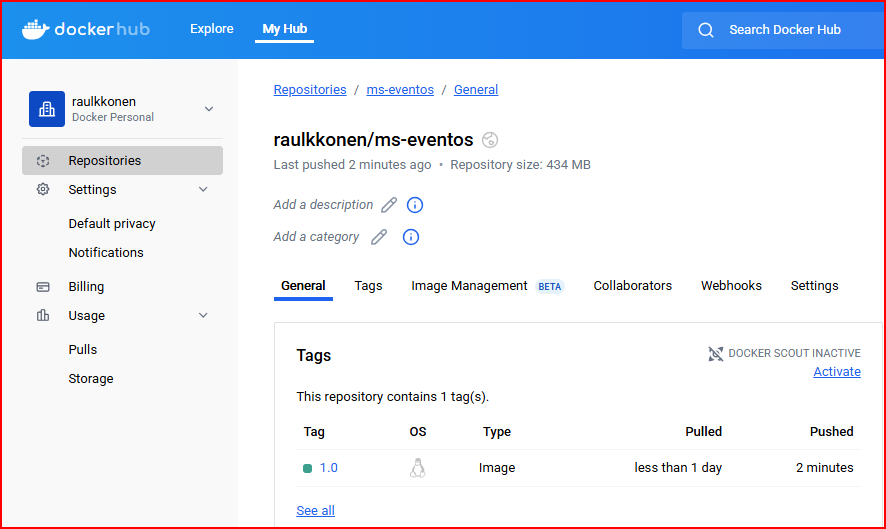 docker hub Explore My Hub Search Docker Hub
raulkkonen
Docker Personal
Repositories
Settings
Default privacy
Notifications
Billing
Usage
Pulls
Storage
Repositories / ms-eventos / General
raulkkonen/ms-eventos
Last pushed 2 minutes ago • Repository size: 434 MB
Add a description
Add a category
General Tags Image Management BETA Collaborators Webhooks Settings
Tags
DOCKER SCOUT INACTIVE
Activate
This repository contains 1 tag(s).
Tag OS Type Pulled Pushed
1.0 Image less than 1 day 2 minutes
See all